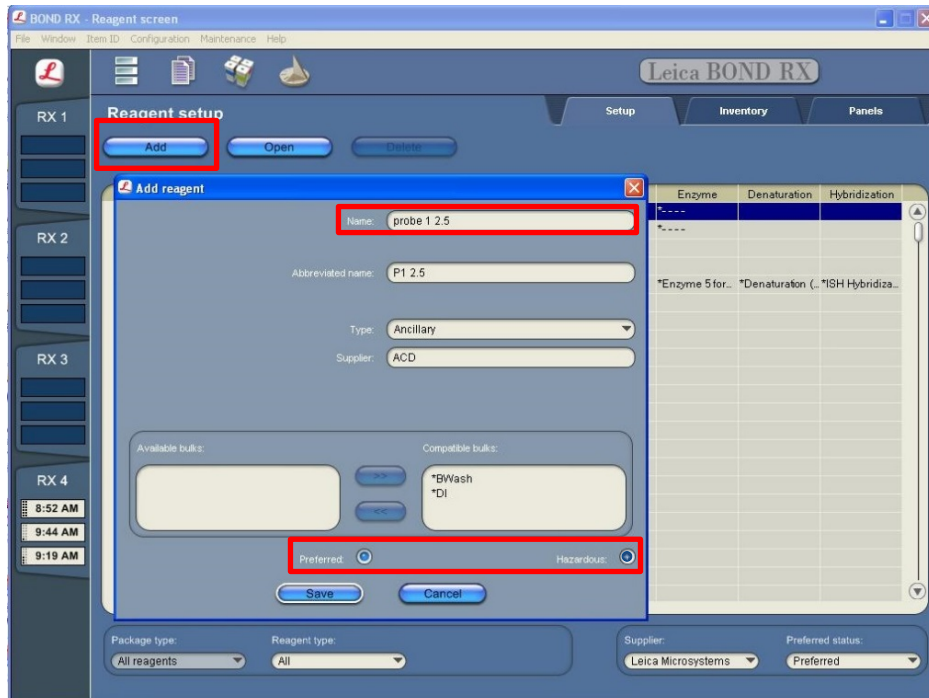 BOND RX - Reagent screen
File Window Item ID Configuration Maintenance Help
Leica BOND RX
Reagent setup
Setup Inventory Panels
Add Open Delete
RX 1
RX 2
RX 3
RX 4
8:52 AM
9:44 AM
9:19 AM
Add reagent
Name: probe 1 2.5
Abbreviated name: P1 2.5
Type: Ancillary
Supplier: ACD
Available bulks: Compatible bulks:
>> *BWash
*DI
<<
Preferred: Hazardous:
Save Cancel
Enzyme Denaturation Hybridization
*----
*----
*Enzyme 5 for... *Denaturation (... *ISH Hybridiza...
Package type: Reagent type: Supplier: Preferred status:
All reagents All Leica Microsystems Preferred